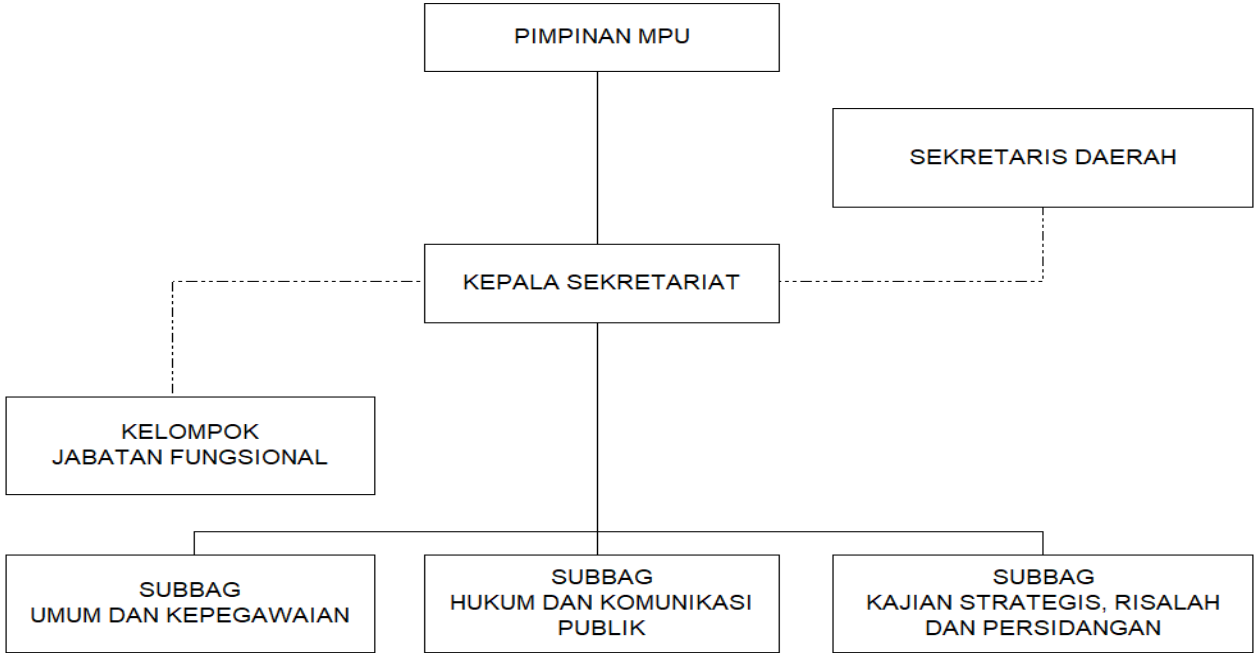 PIMPINAN MPU
SEKRETARIS DAERAH
KEPALA SEKRETARIAT
KELOMPOK
JABATAN FUNGSIONAL
SUBBAG
UMUM DAN KEPEGAWAIAN
SUBBAG
HUKUM DAN KOMUNIKASI
PUBLIK
SUBBAG
KAJIAN STRATEGIS, RISALAH
DAN PERSIDANGAN